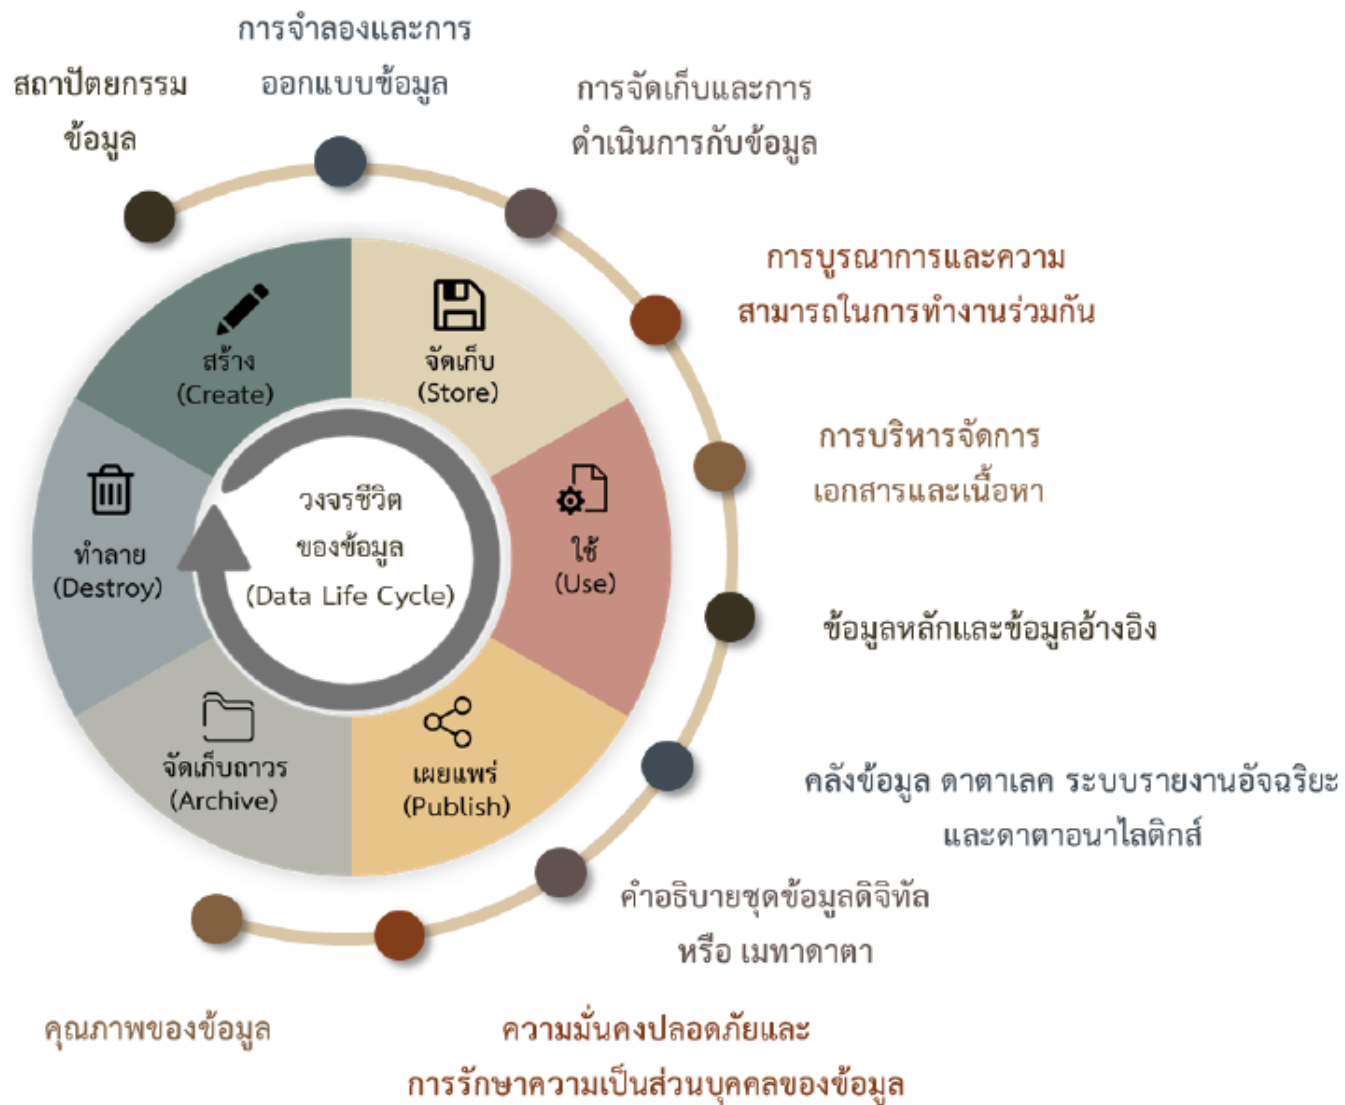 การจำลองและการ
ออกแบบข้อมูล
สถาปัตยกรรม
ข้อมูล
การจัดเก็บและการ
ดำเนินการกับข้อมูล
การบูรณาการและความ
สามารถในการทำงานร่วมกัน
การบริหารจัดการ
เอกสารและเนื้อหา
ข้อมูลหลักและข้อมูลอ้างอิง
คลังข้อมูล ดาตาเลค ระบบรายงานอัจฉริยะ
และดาตาอนาไลติกส์
คำอธิบายชุดข้อมูลดิจิทัล
หรือ เมทาดาตา
ความมั่นคงปลอดภัยและ
การรักษาความเป็นส่วนบุคคลของข้อมูล
คุณภาพของข้อมูล
สร้าง
(Create)
จัดเก็บ
(Store)
ใช้
(Use)
เผยแพร่
(Publish)
จัดเก็บถาวร
(Archive)
ทำลาย
(Destroy)
วงจรชีวิต
ของข้อมูล
(Data Life Cycle)